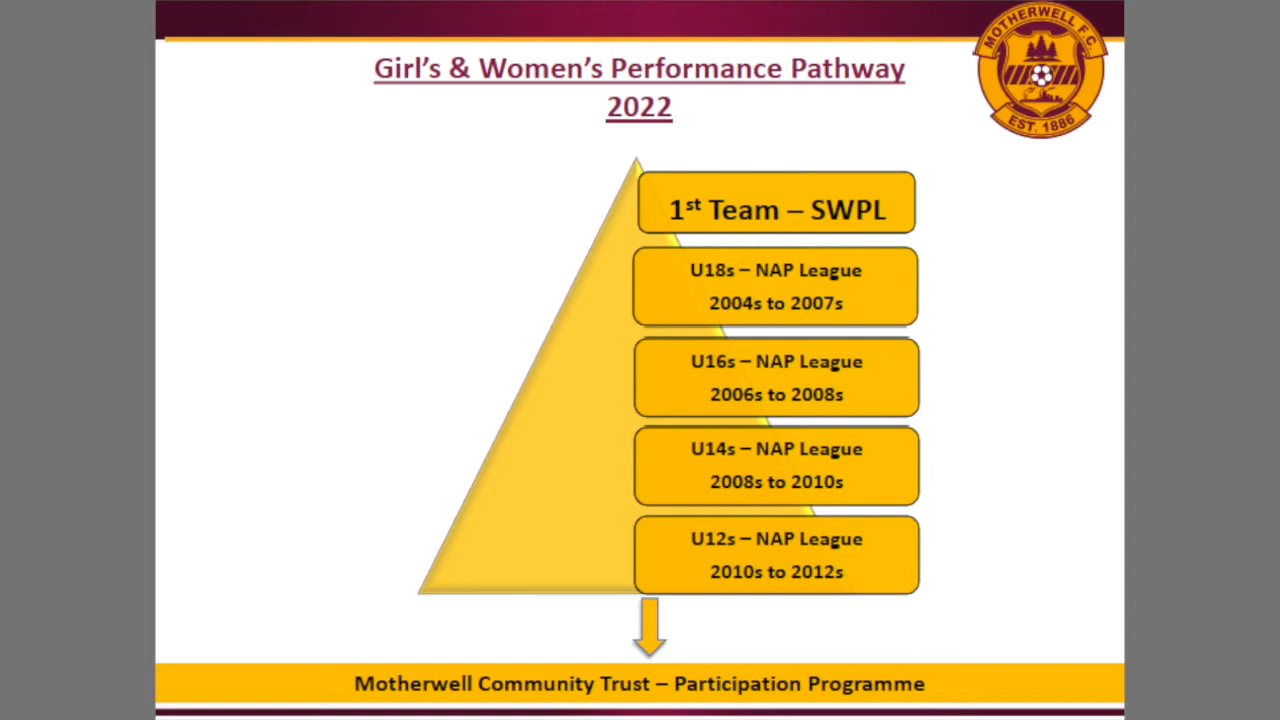 MOTHERWELL F.C.
EST. 1886
Girl's & Women's Performance Pathway
2022
1st Team – SWPL
U18s – NAP League
2004s to 2007s
U16s – NAP League
2006s to 2008s
U14s – NAP League
2008s to 2010s
U12s – NAP League
2010s to 2012s
Motherwell Community Trust – Participation Programme